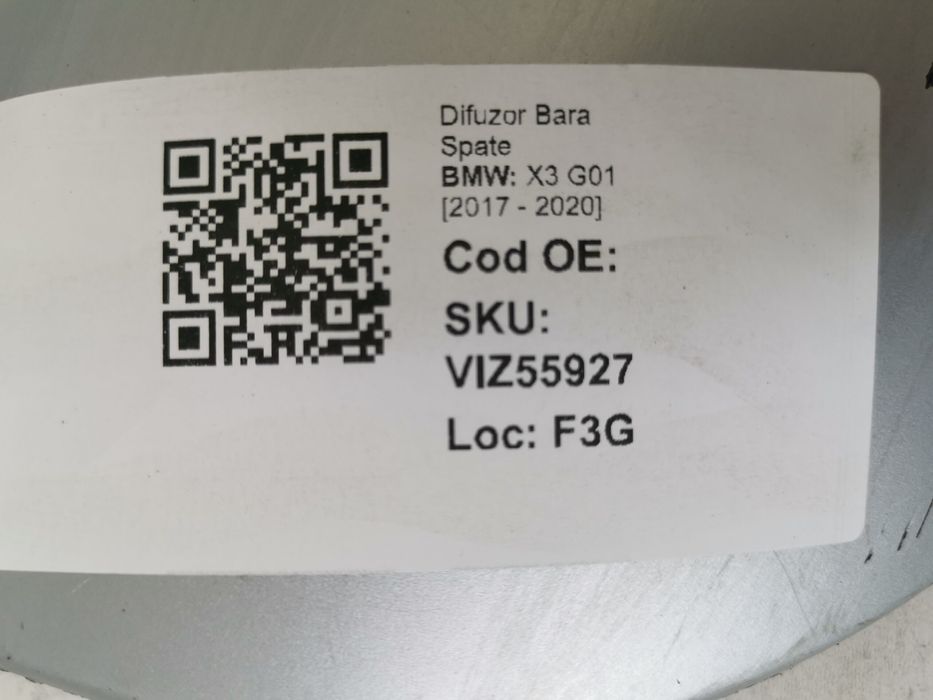 Difuzor Bara
Spate
BMW: X3 G01
[2017 - 2020]
Cod OE:
SKU:
VIZ55927
Loc: F3G